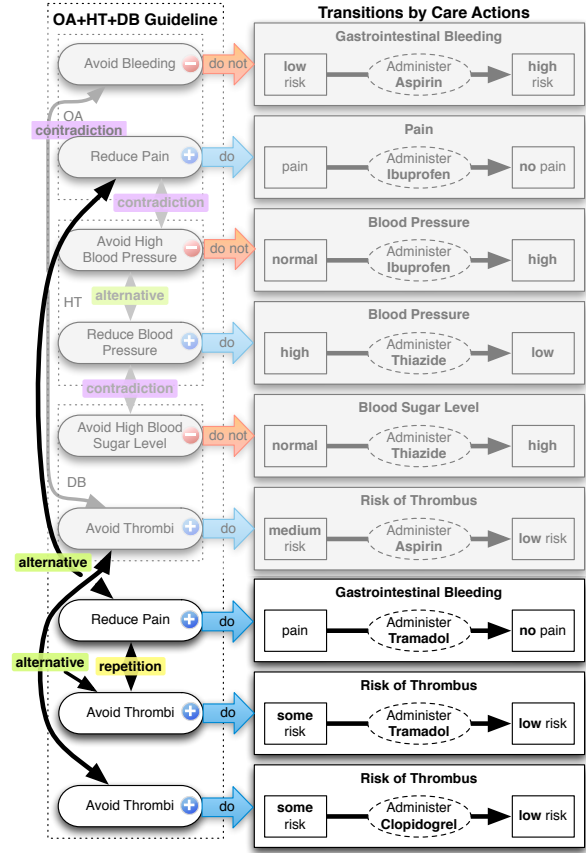 OA+HT+DB Guideline
Transitions by Care Actions
Gastrointestinal Bleeding
Avoid Bleeding
do not
low
risk
Administer
Aspirin
high
risk
OA
contradiction
Pain
Reduce Pain
do
pain
Administer
Ibuprofen
no pain
contradiction
Blood Pressure
Avoid High
Blood Pressure
do not
normal
Administer
Ibuprofen
high
alternative
HT
Blood Pressure
Reduce Blood
Pressure
do
high
Administer
Thiazide
low
contradiction
Blood Sugar Level
Avoid High Blood
Sugar Level
do not
normal
Administer
Thiazide
high
DB
Risk of Thrombus
Avoid Thrombi
do
medium
risk
Administer
Aspirin
low risk
alternative
Gastrointestinal Bleeding
Reduce Pain
do
pain
Administer
Tramadol
no pain
alternative
repetition
Risk of Thrombus
Avoid Thrombi
do
some
risk
Administer
Tramadol
low risk
Risk of Thrombus
Avoid Thrombi
do
some
risk
Administer
Clopidogrel
low risk